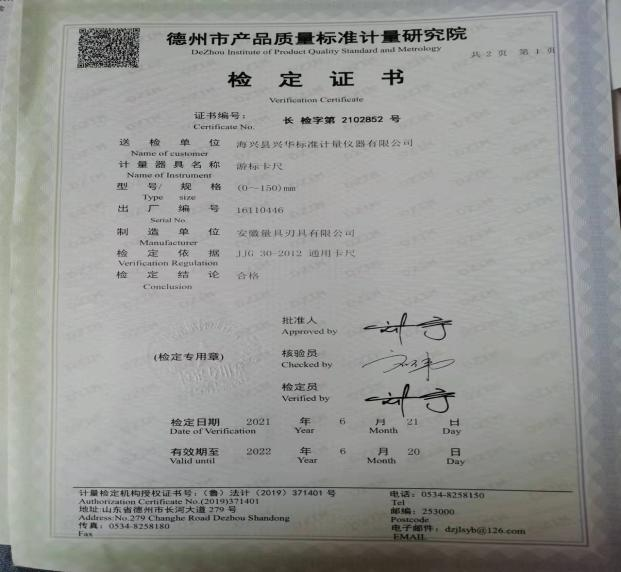 德州市产品质量标准计量研究院
DeZhou Institute of Product Quality Standard and Metrology
共 2 页 第 1 页
检 定 证 书
Verification Certificate
证书编号： 长 检字第 2102852 号
Certificate No.
送 检 单 位 海兴县兴华标准计量仪器有限公司
Name of customer
计 量 器 具 名 称 游标卡尺
Name of Instrument
型 号/ 规 格 (0～150)mm
Type size
出 厂 编 号 16110446
Serial No.
制 造 单 位 安徽量具刃具有限公司
Manufacturer
检 定 依 据 JJG 30-2012 通用卡尺
Verification Regulation
检 定 结 论 合格
Conclusion
批准人
Approved by
(检定专用章) 核验员
Checked by
检定员
Verified by
检定日期 2021 年 6 月 21 日
Date of Verification Year Month Day
有效期至 2022 年 6 月 20 日
Valid until Year Month Day
计量检定机构授权证书号：（鲁）法计（2019）371401 号 电话：0534-8258150
Authorization Certificate No.(2019)371401 Tel
地址:山东省德州市长河大道 279 号 邮编：253000
Address:No.279 Changhe Road Dezhou Shandong Postcode
传真：0534-8258180 电子邮件：dzjlsyb@126.com
Fax EMAIL